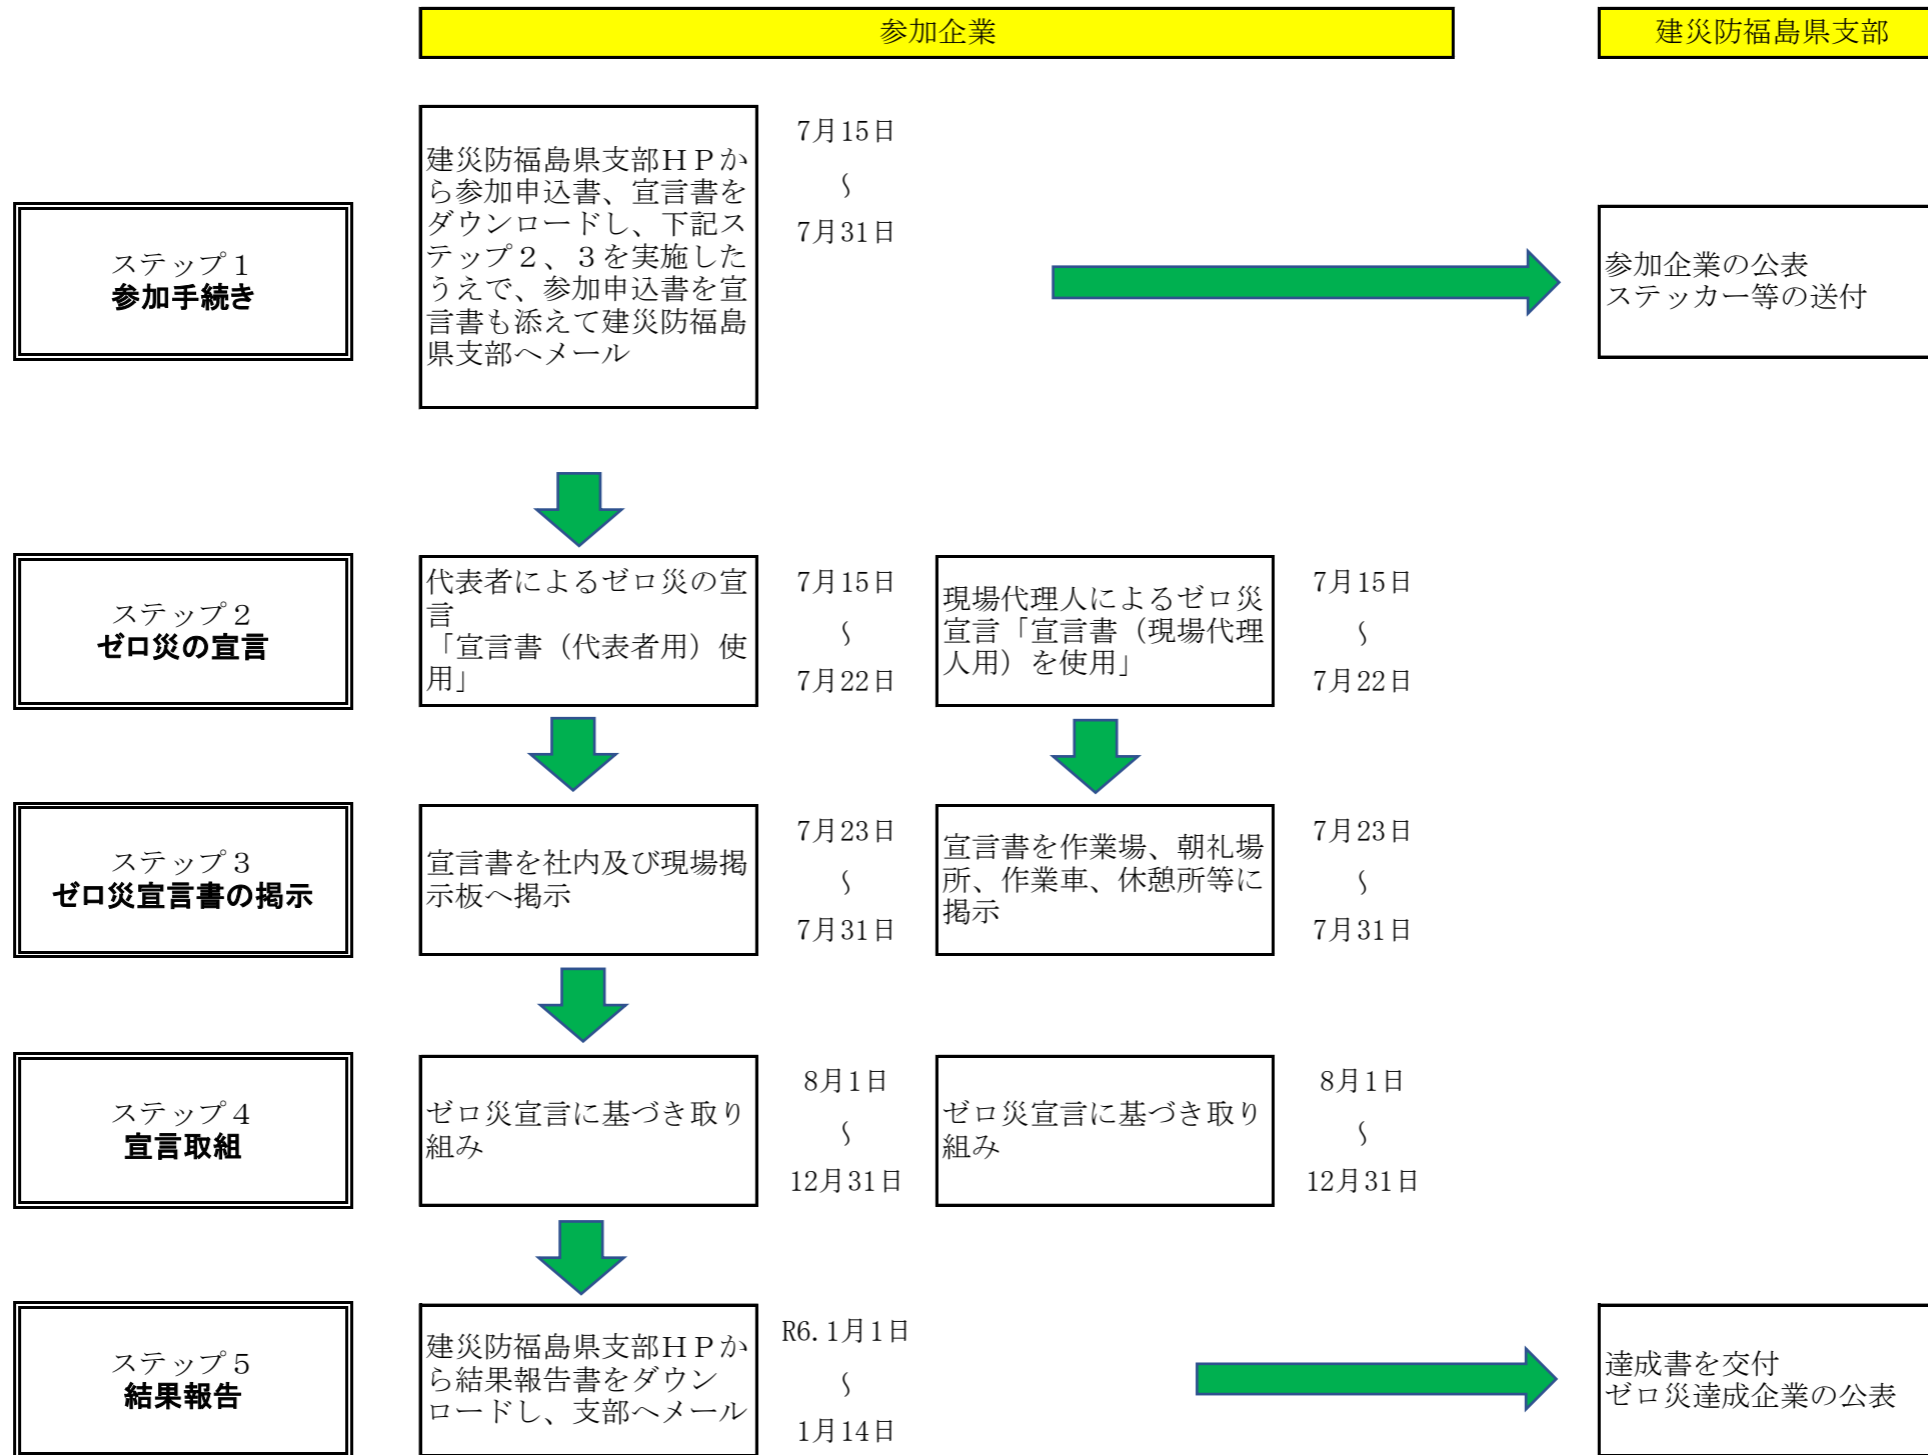 参加企業
建災防福島県支部
ステップ１
参加手続き
建災防福島県支部ＨＰか
ら参加申込書、宣言書を
ダウンロードし、下記ス
テップ２、３を実施した
うえで、参加申込書を宣
言書も添えて建災防福島
県支部へメール
7月15日
～
7月31日
参加企業の公表
ステッカー等の送付
ステップ２
ゼロ災の宣言
代表者によるゼロ災の宣
言
「宣言書（代表者用）使
用」
7月15日
～
7月22日
現場代理人によるゼロ災
宣言「宣言書（現場代理
人用）を使用」
7月15日
～
7月22日
ステップ３
ゼロ災宣言書の掲示
宣言書を社内及び現場掲
示板へ掲示
7月23日
～
7月31日
宣言書を作業場、朝礼場
所、作業車、休憩所等に
掲示
7月23日
～
7月31日
ステップ４
宣言取組
ゼロ災宣言に基づき取り
組み
8月1日
～
12月31日
ゼロ災宣言に基づき取り
組み
8月1日
～
12月31日
ステップ５
結果報告
建災防福島県支部ＨＰか
ら結果報告書をダウン
ロードし、支部へメール
R6.1月1日
～
1月14日
達成書を交付
ゼロ災達成企業の公表